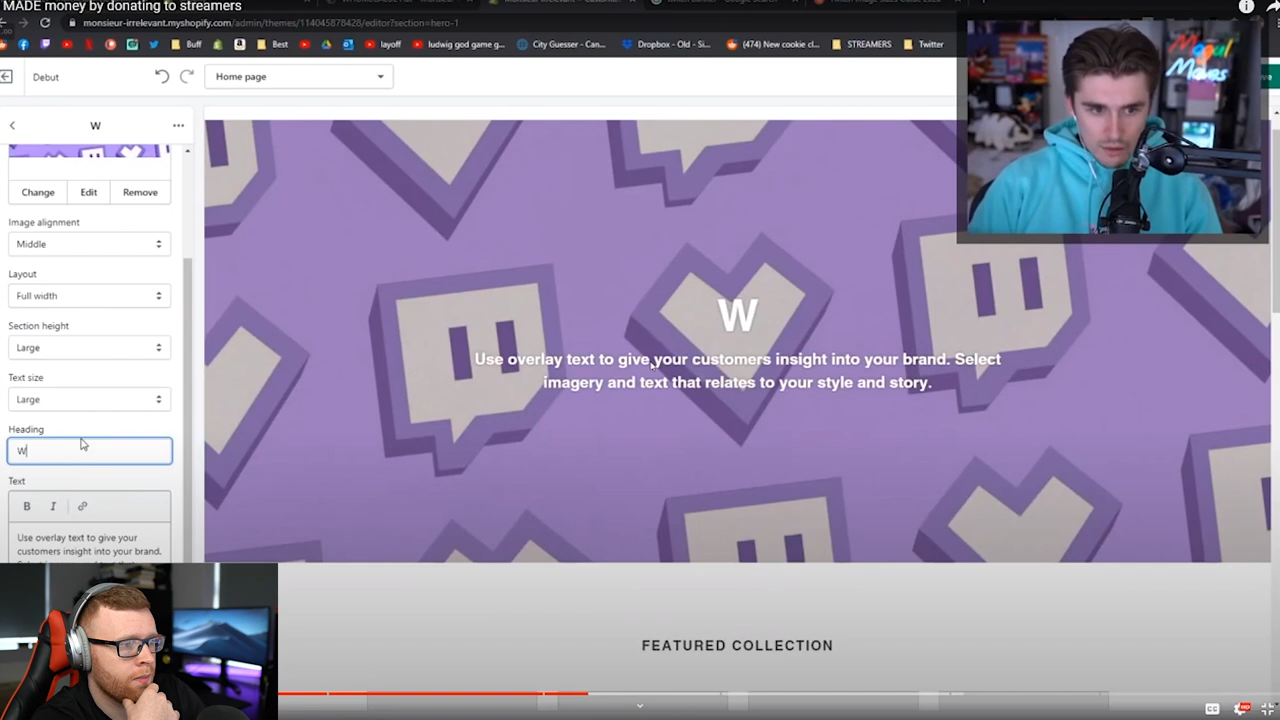 MADE money by donating to streamers
monsieur-irrelevant.myshopify.com/admin/themes/114045878428/editor?section=hero-1
Buff
Best
layoff
ludwig god game g...
City Guesser - Can...
Dropbox - Old - Si...
(474) New cookie cl...
STREAMERS
Twitter
Debut
Home page
Mogul
Moves
W
Change
Edit
Remove
Image alignment
Middle
Layout
Full width
Section height
Large
Text size
Large
Heading
W
Text
B I
Use overlay text to give your
customers insight into your brand.
W
Use overlay text to give your customers insight into your brand. Select
imagery and text that relates to your style and story.
FEATURED COLLECTION